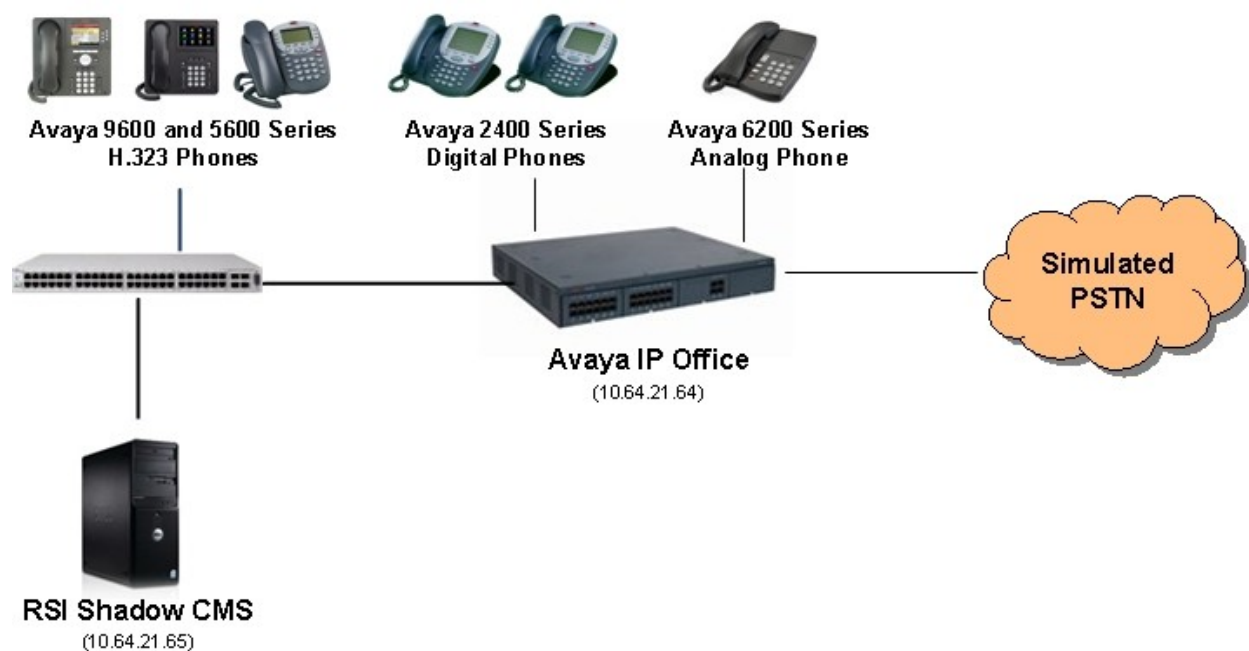 Avaya 9600 and 5600 Series
H.323 Phones
Avaya 2400 Series
Digital Phones
Avaya 6200 Series
Analog Phone
Simulated
PSTN
Avaya IP Office
(10.64.21.64)
RSI Shadow CMS
(10.64.21.65)